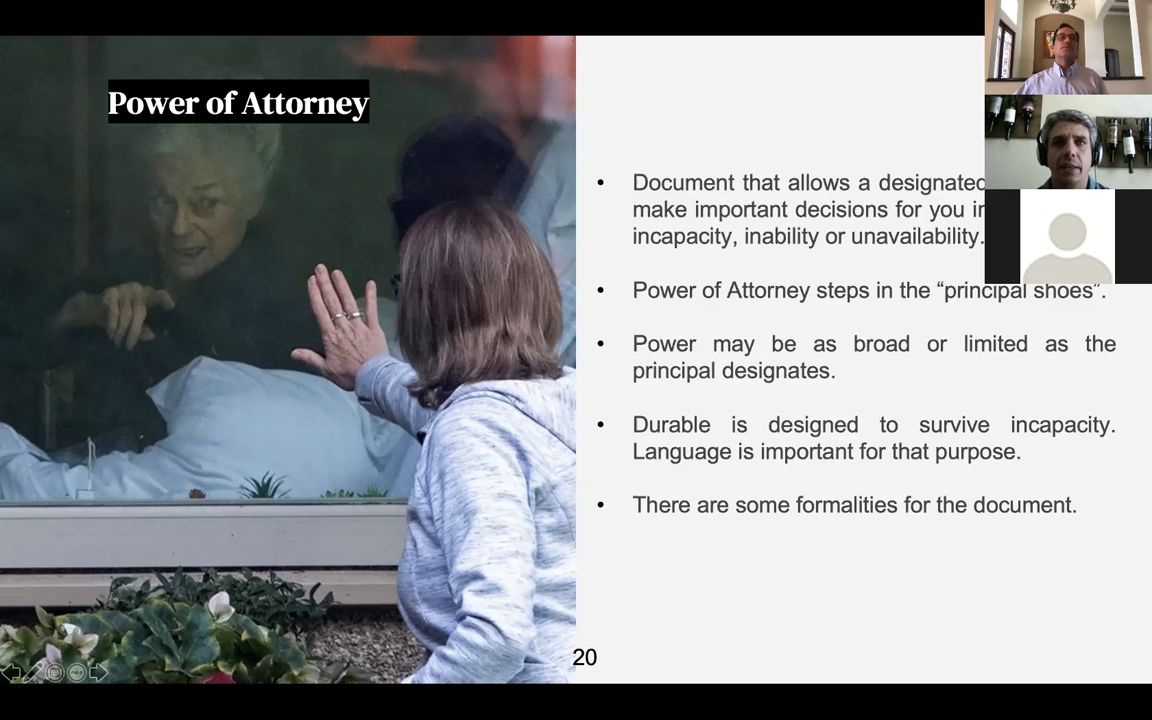 Power of Attorney
Document that allows a designated
make important decisions for you in
incapacity, inability or unavailability.
Power of Attorney steps in the “principal shoes”.
Power may be as broad or limited as the
principal designates.
Durable is designed to survive incapacity.
Language is important for that purpose.
There are some formalities for the document.
20